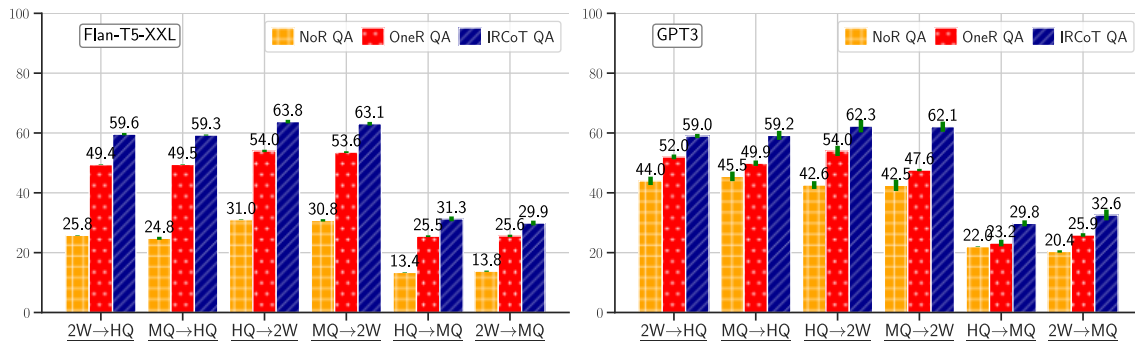 100
80
60
40
20
0
Flan-T5-XXL
NoR QA OneR QA IRCoT QA
25.8 49.4 59.6
24.8 49.5 59.3
31.0 54.0 63.8
30.8 53.6 63.1
13.4 25.5 31.3
13.8 25.6 29.9
2W→HQ MQ→HQ HQ→2W MQ→2W HQ→MQ 2W→MQ
100
80
60
40
20
0
GPT3
NoR QA OneR QA IRCoT QA
44.0 52.0 59.0
45.5 49.9 59.2
42.6 54.0 62.3
42.5 47.6 62.1
22.0 23.2 29.8
20.4 25.9 32.6
2W→HQ MQ→HQ HQ→2W MQ→2W HQ→MQ 2W→MQ